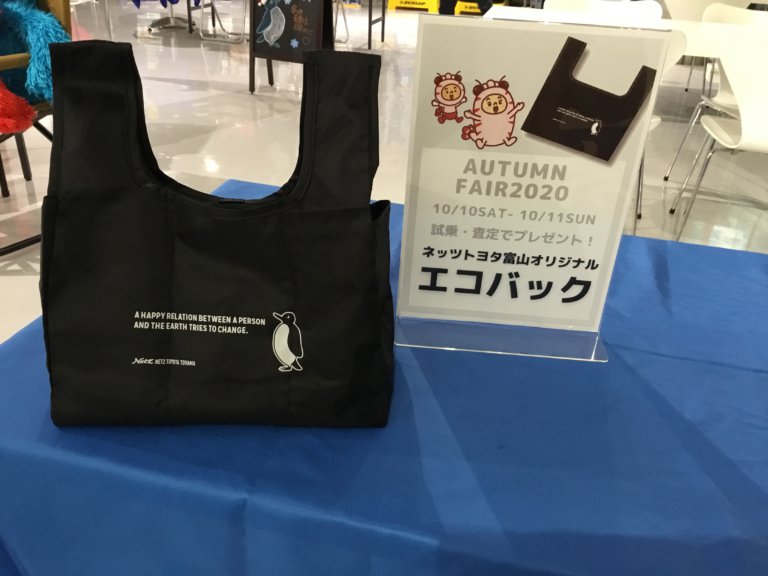 A HAPPY RELATION BETWEEN A PERSON
AND THE EARTH TRIES TO CHANGE.
Netz NETZ TOYOTA TOYAMA
AUTUMN
FAIR2020
10/10SAT- 10/11SUN
試乗・査定でプレゼント！
ネッツトヨタ富山オリジナル
エコバック
DUNLOP